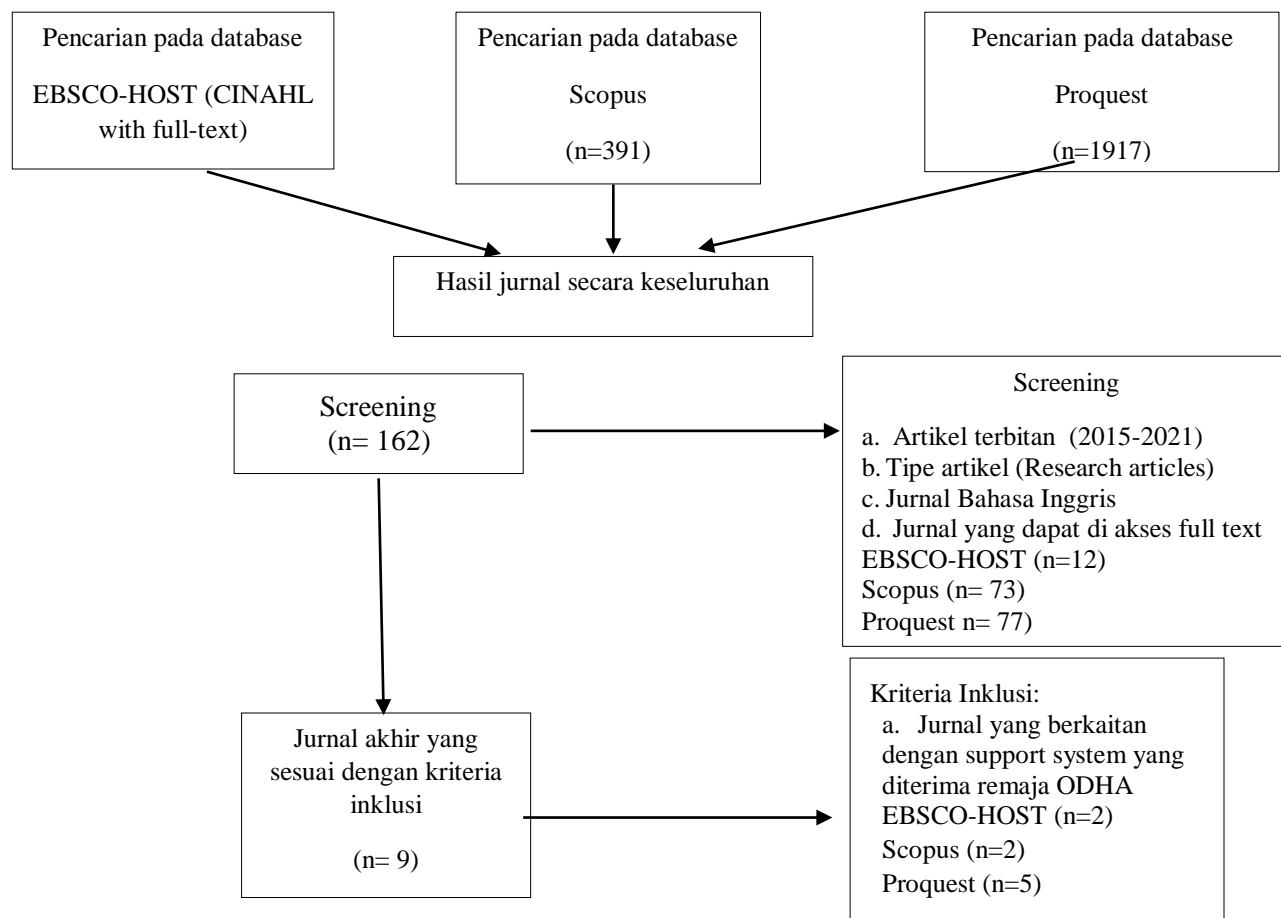 Pencarian pada database
EBSCO-HOST (CINAHL
with full-text)
Pencarian pada database
Scopus
(n=391)
Pencarian pada database
Proquest
(n=1917)
Hasil jurnal secara keseluruhan
Screening
(n= 162)
Screening
a. Artikel terbitan (2015-2021)
b. Tipe artikel (Research articles)
c. Jurnal Bahasa Inggris
d. Jurnal yang dapat di akses full text
EBSCO-HOST (n=12)
Scopus (n= 73)
Proquest n= 77)
Jurnal akhir yang
sesuai dengan kriteria
inklusi
(n= 9)
Kriteria Inklusi:
a. Jurnal yang berkaitan
dengan support system yang
diterima remaja ODHA
EBSCO-HOST (n=2)
Scopus (n=2)
Proquest (n=5)